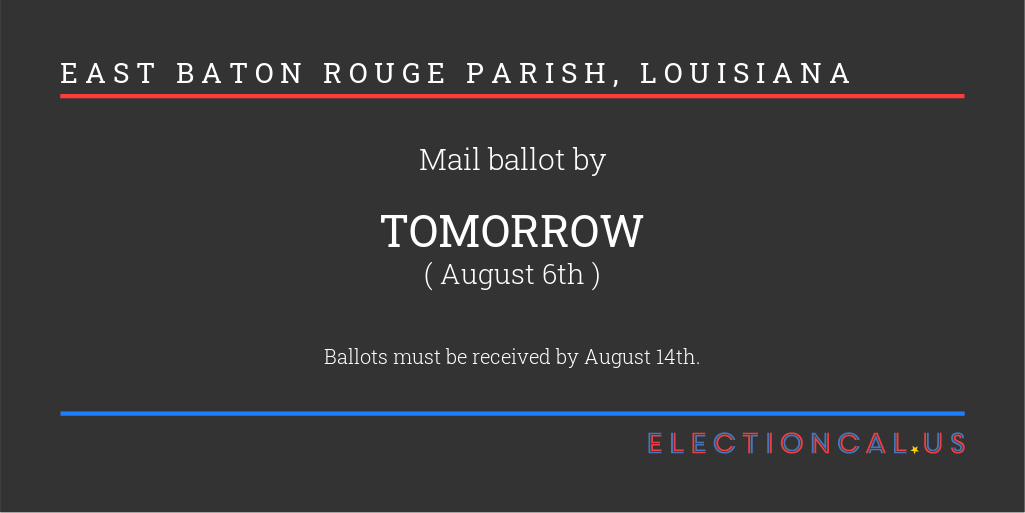 EAST BATON ROUGE PARISH, LOUISIANA
Mail ballot by
TOMORROW
( August 6th )
Ballots must be received by August 14th.
ELECTIONCAL.US